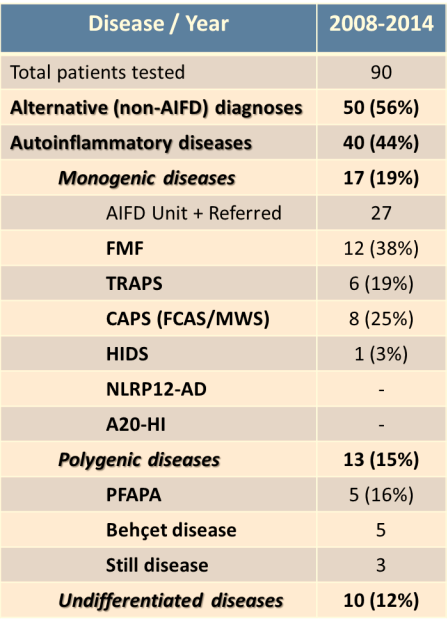 Disease / Year 2008-2014
Total patients tested 90
Alternative (non-AIFD) diagnoses 50 (56%)
Autoinflammatory diseases 40 (44%)
Monogenic diseases 17 (19%)
AIFD Unit + Referred 27
FMF 12 (38%)
TRAPS 6 (19%)
CAPS (FCAS/MWS) 8 (25%)
HIDS 1 (3%)
NLRP12-AD -
A20-HI -
Polygenic diseases 13 (15%)
PFAPA 5 (16%)
Behçet disease 5
Still disease 3
Undifferentiated diseases 10 (12%)